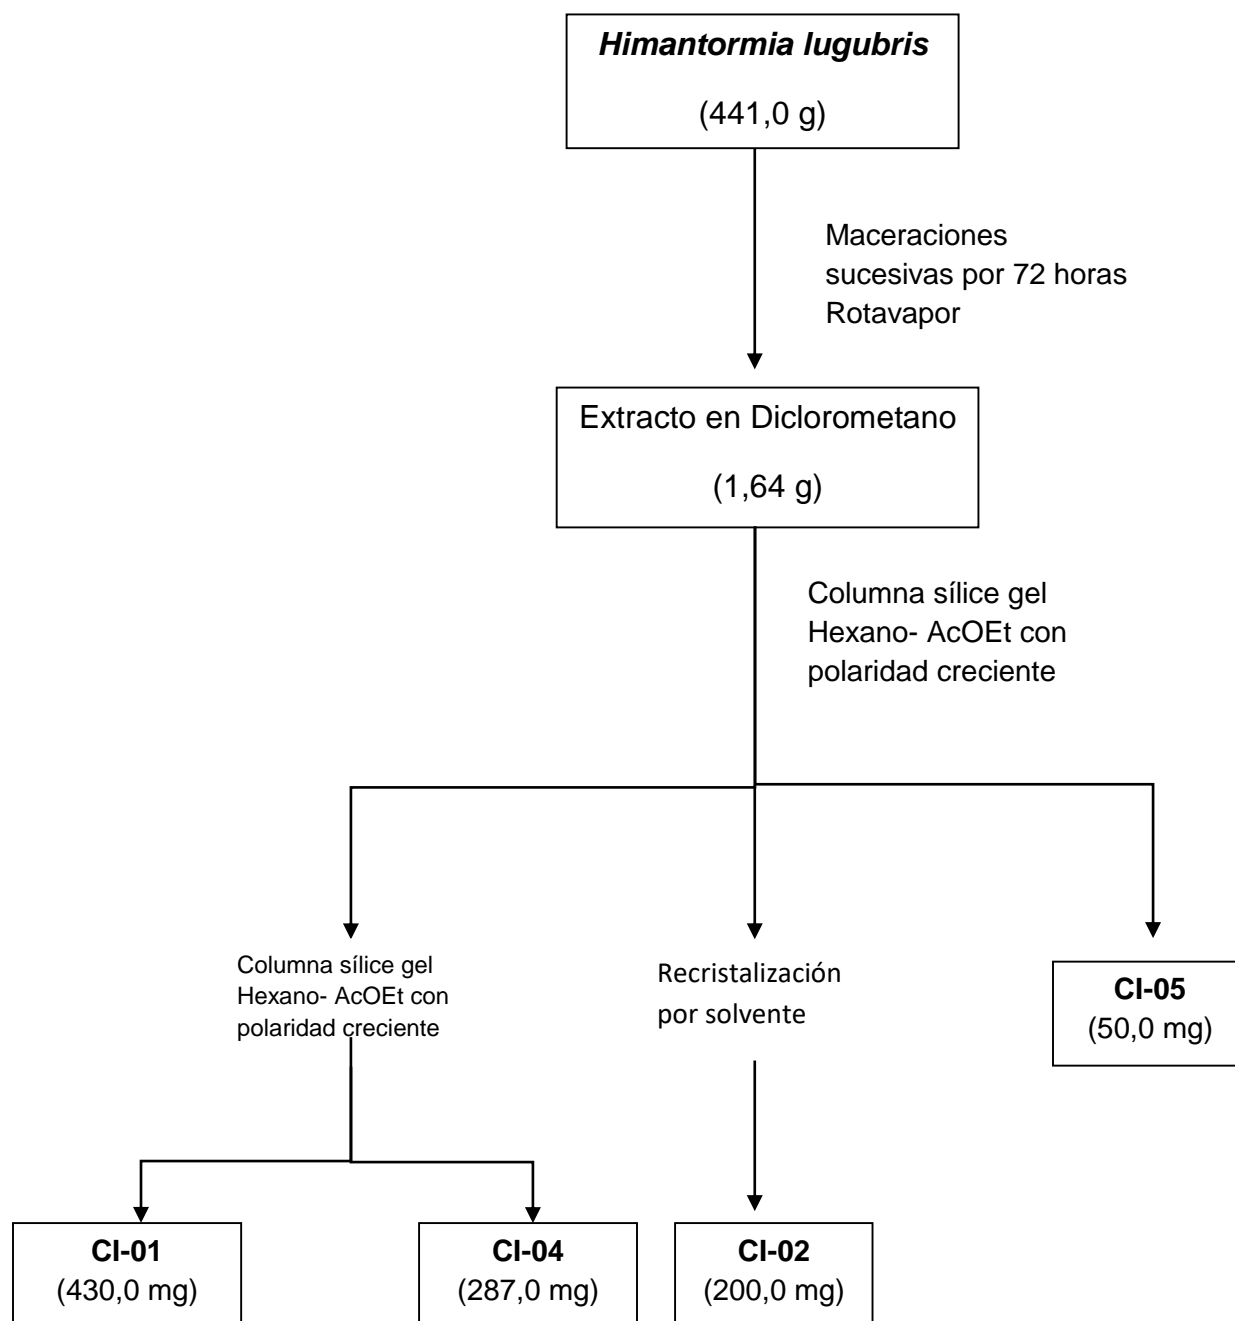 Himantormia lugubris
(441,0 g)
Maceraciones
sucesivas por 72 horas
Rotavapor
Extracto en Diclorometano
(1,64 g)
Columna sílice gel
Hexano- AcOEt con
polaridad creciente
Columna sílice gel
Hexano- AcOEt con
polaridad creciente
Recristalización
por solvente
CI-05
(50,0 mg)
CI-01
(430,0 mg)
CI-04
(287,0 mg)
CI-02
(200,0 mg)